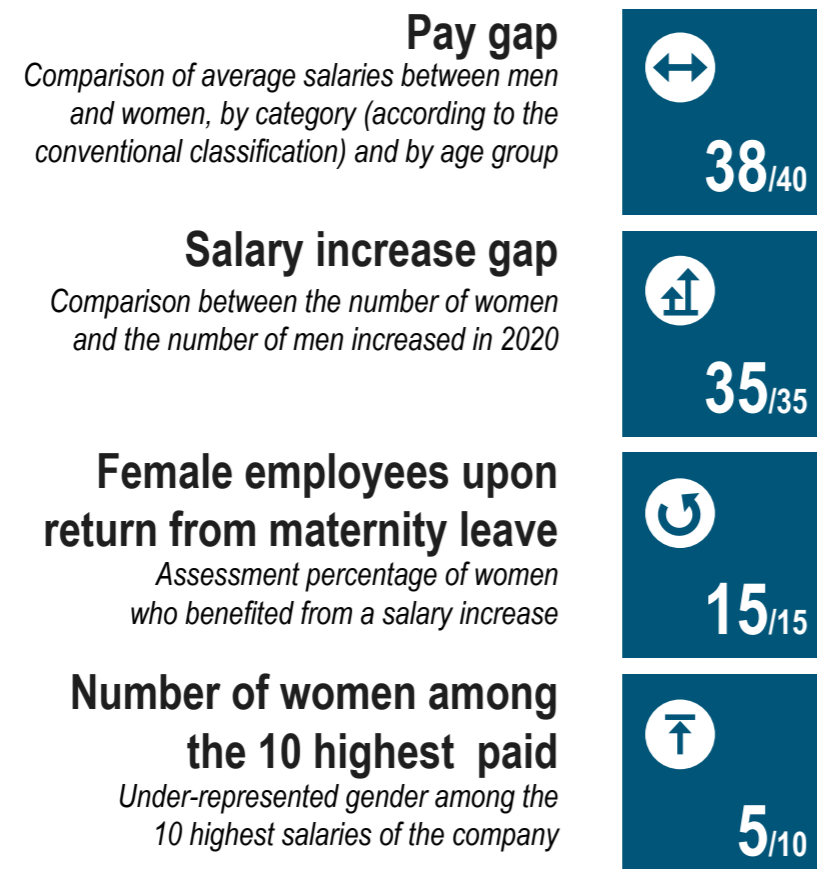 Pay gap
Comparison of average salaries between men
and women, by category (according to the
conventional classification) and by age group
38/40
Salary increase gap
Comparison between the number of women
and the number of men increased in 2020
35/35
Female employees upon
return from maternity leave
Assessment percentage of women
who benefited from a salary increase
15/15
Number of women among
the 10 highest  paid
Under-represented gender among the
10 highest salaries of the company
5/10